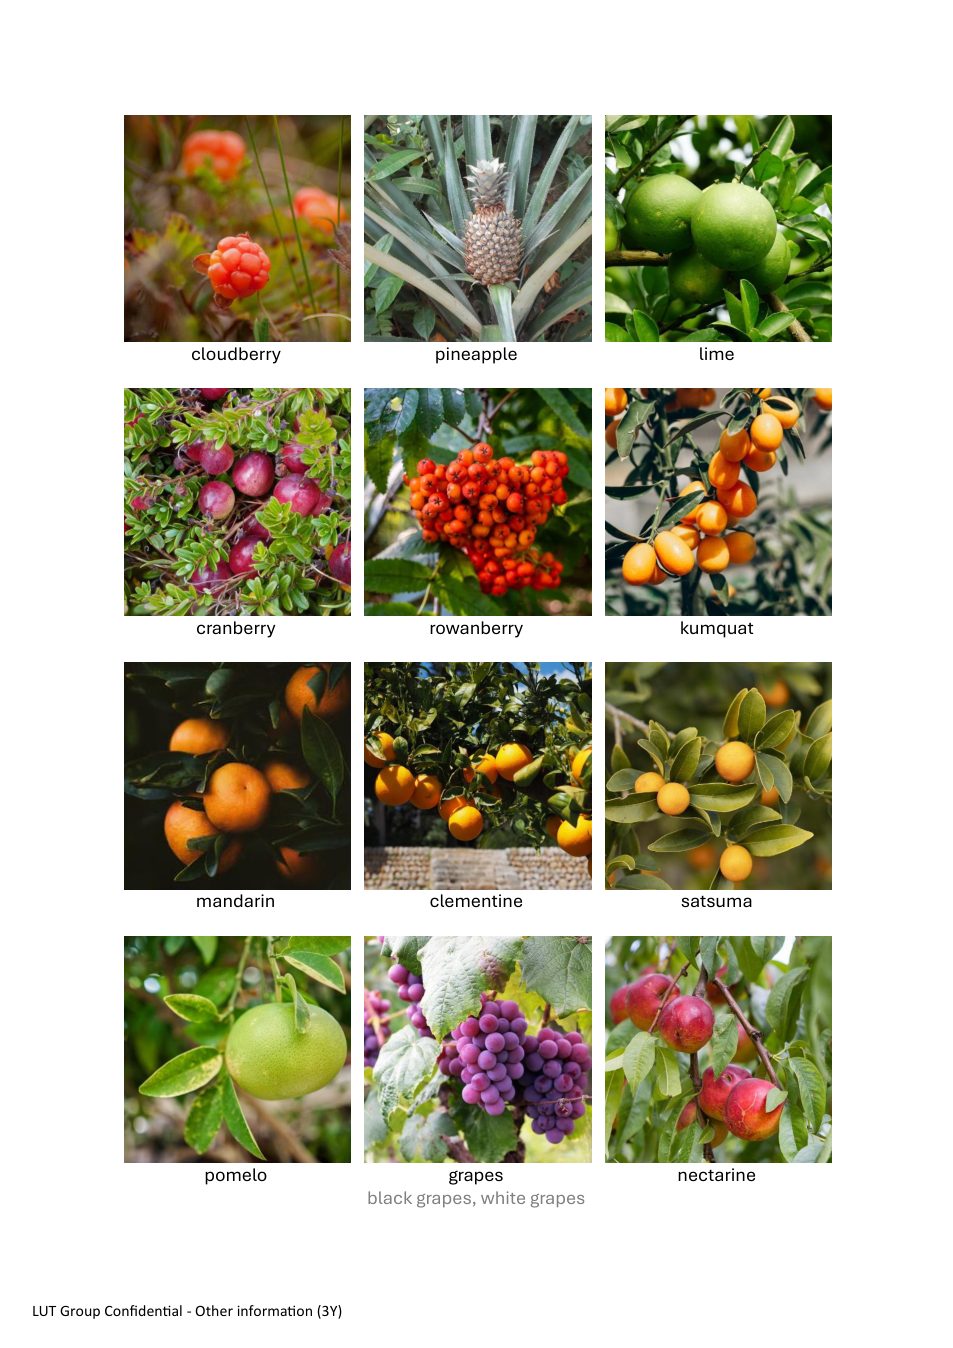 cloudberry
pineapple
lime
cranberry
rowanberry
kumquat
mandarin
clementine
satsuma
pomelo
grapes
nectarine
black grapes, white grapes
LUT Group Confidential - Other information (3Y)